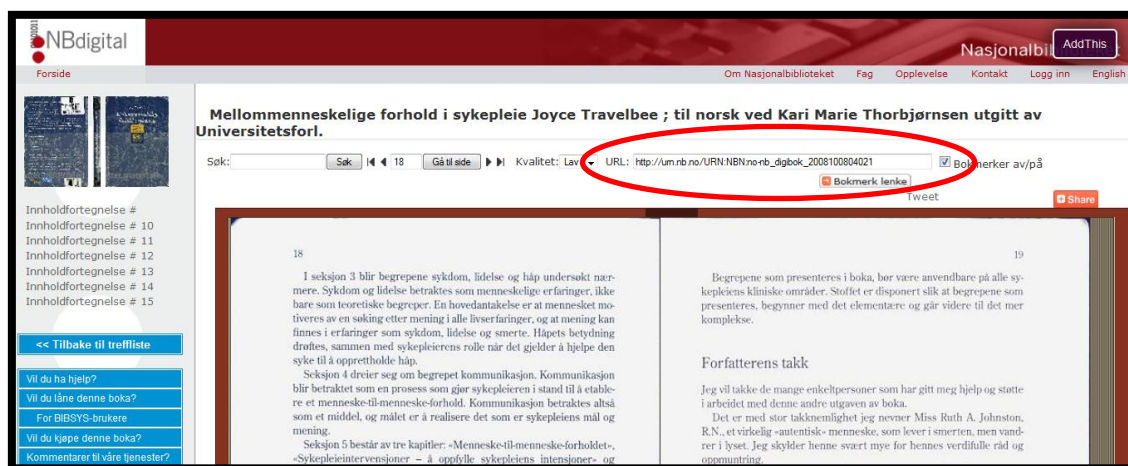 NBdigital
Nasjonalbi
AddThis
Forside
Om Nasjonalbiblioteket Fag Opplevelse Kontakt Logg inn English
Mellommenneskelige forhold i sykepleie Joyce Travelbee ; til norsk ved Kari Marie Thorbjørnsen utgitt av
Universitetsforl.
Søk: Søk 18 Gå til side Kvalitet: Lav URL: http://urn.nb.no/URN:NBN:no-nb_digibok_2008100804021 Bokmerker av/på
Bokmerk lenke
Tweet
Share
Innholdfortegnelse #
Innholdfortegnelse # 10
Innholdfortegnelse # 11
Innholdfortegnelse # 12
Innholdfortegnelse # 13
Innholdfortegnelse # 14
Innholdfortegnelse # 15
<< Tilbake til treffliste
Vil du ha hjelp?
Vil du låne denne boka?
For BIBSYS-brukere
Vil du kjøpe denne boka?
Kommentarer til våre tjenester?
18
I seksjon 3 blir begrepene sykdom, lidelse og håp undersøkt nær-
mere. Sykdom og lidelse betraktes som menneskelige erfaringer, ikke
bare som teoretiske begreper. En hovedantakelse er at mennesket mo-
tiveres av en søking etter mening i alle livserfaringer, og at mening kan
finnes i erfaringer som sykdom, lidelse og smerte. Håpets betydning
drøftes, sammen med sykepleierens rolle når det gjelder å hjelpe den
syke til å opprettholde håp.
Seksjon 4 dreier seg om begrepet kommunikasjon. Kommunikasjon
blir betraktet som en prosess som gjør sykepleieren i stand til å etable-
re et menneske-til-menneske-forhold. Kommunikasjon betraktes altså
som et middel, og målet er å realisere det som er sykepleiens mål og
mening.
Seksjon 5 består av tre kapitler: «Menneske-til-menneske-forholdet»,
«Sykepleieintervensjoner – å oppfylle sykepleiens intensjoner» og
19
Begrepene som presenteres i boka, bør være anvendbare på alle sy-
kepleiens kliniske områder. Stoffet er disponert slik at begrepene som
presenteres, begynner med det elementære og går videre til det mer
komplekse.
Forfatterens takk
Jeg vil takke de mange enkeltpersoner som har gitt meg hjelp og støtte
i arbeidet med denne andre utgaven av boka.
Det er med stor takknemlighet jeg nevner Miss Ruth A. Johnston,
R.N., et virkelig «autentisk» menneske, som lever i smerten, men vand-
rer i lyset. Jeg skylder henne svært mye for hennes verdifulle råd og
oppmuntring.